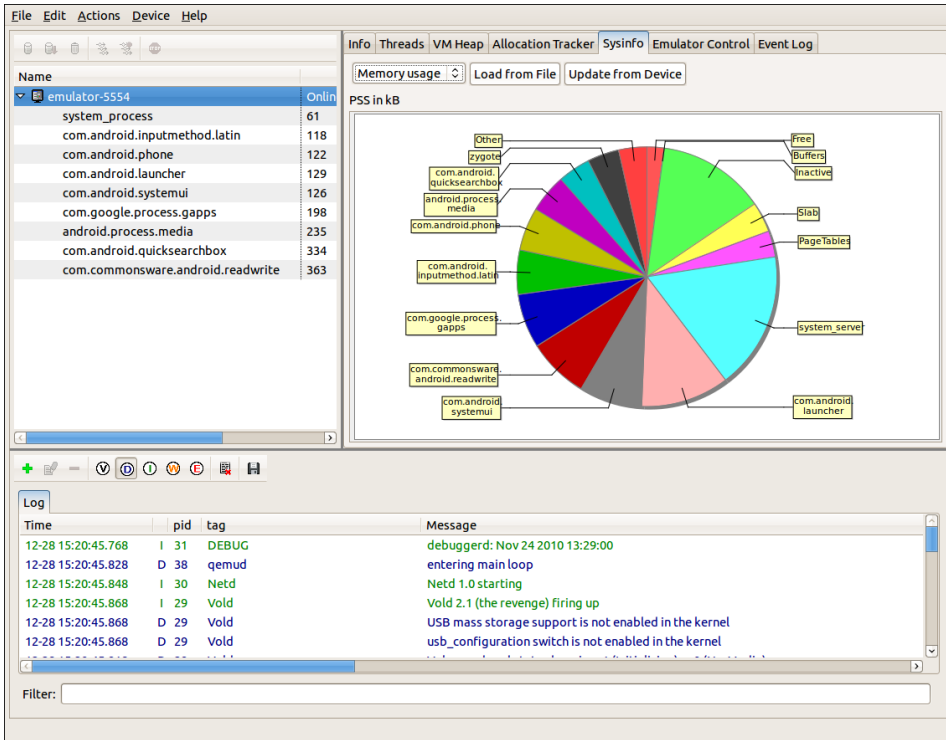 File Edit Actions Device Help
Name
emulator-5554 Onlin
system_process 61
com.android.inputmethod.latin 118
com.android.phone 122
com.android.launcher 129
com.android.systemui 126
com.google.process.gapps 198
android.process.media 235
com.android.quicksearchbox 334
com.commonsware.android.readwrite 363
Info Threads VM Heap Allocation Tracker Sysinfo Emulator Control Event Log
Memory usage Load from File Update from Device
PSS in kB
Other
zygote
com.android.
quicksearchbox
android.process.
media
com.android.phone
com.android.
inputmethod.latin
com.google.process.
gapps
com.commonsware.
android.readwrite
com.android.
systemui
Free
Buffers
Inactive
Slab
PageTables
system_server
com.android.
launcher
V D I W E
Log
Time pid tag Message
12-28 15:20:45.768 I 31 DEBUG debuggerd: Nov 24 2010 13:29:00
12-28 15:20:45.828 D 38 qemud entering main loop
12-28 15:20:45.848 I 30 Netd Netd 1.0 starting
12-28 15:20:45.868 I 29 Vold Vold 2.1 (the revenge) firing up
12-28 15:20:45.868 D 29 Vold USB mass storage support is not enabled in the kernel
12-28 15:20:45.868 D 29 Vold usb_configuration switch is not enabled in the kernel
Filter: